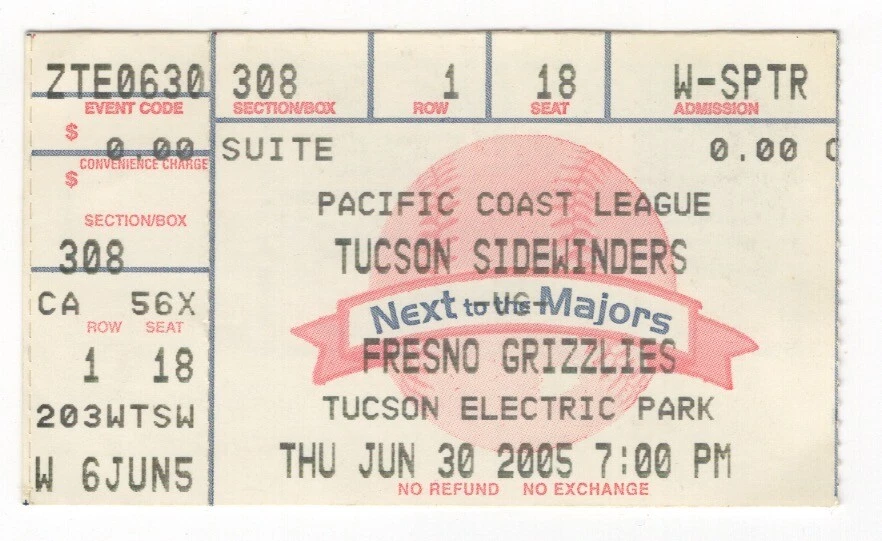 ZTE0630
EVENT CODE
$ 0.00
CONVENIENCE CHARGE
$
SECTION/BOX
308
CA 56X
ROW SEAT
1 18
203WTSW
W 6JUN5
308 1 18 W-SPTR
SECTION/BOX ROW SEAT ADMISSION
SUITE 0.00
PACIFIC COAST LEAGUE
TUCSON SIDEWINDERS
-VS-
Next to the Majors
FRESNO GRIZZLIES
TUCSON ELECTRIC PARK
THU JUN 30 2005 7:00 PM
NO REFUND NO EXCHANGE